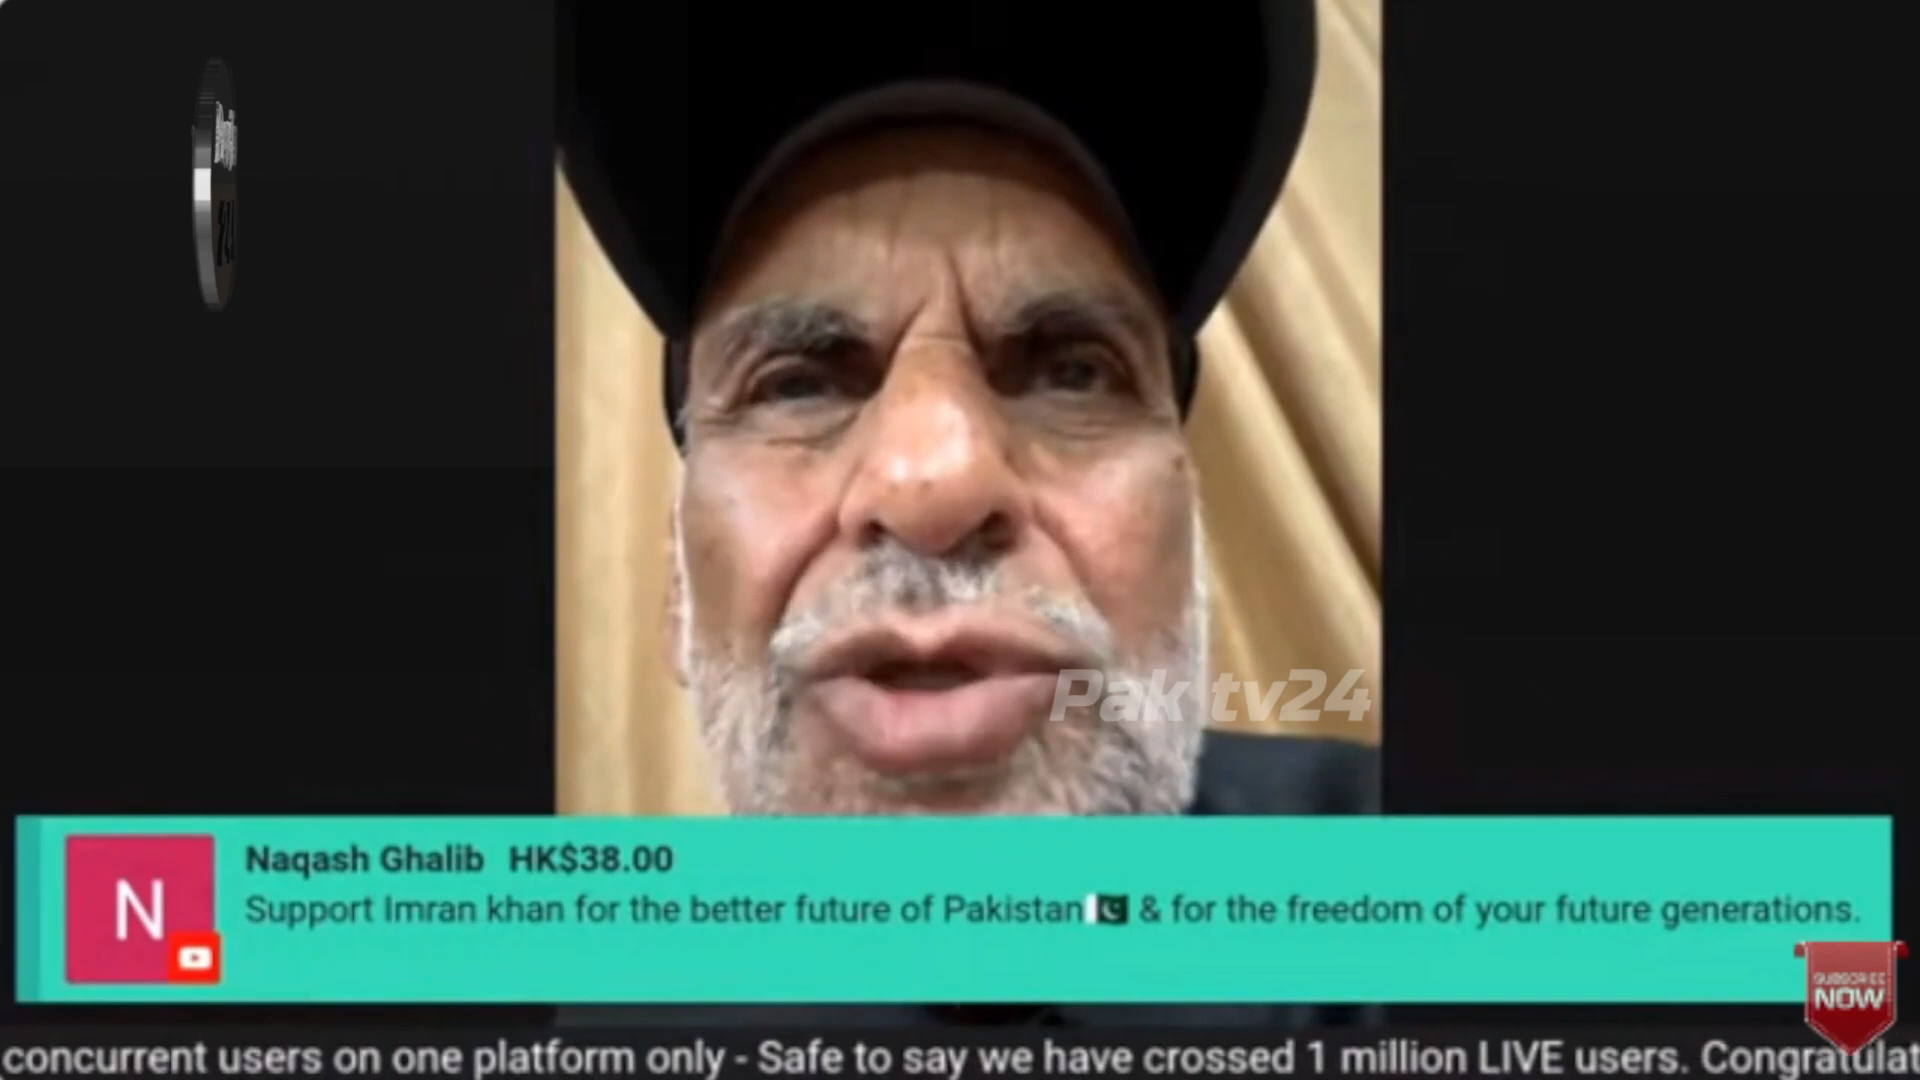 Pak tv24
Naqash Ghalib HK$38.00
N
Support Imran khan for the better future of Pakistan🇵🇰 & for the freedom of your future generations.
SUBSCRIBE
NOW
concurrent users on one platform only - Safe to say we have crossed 1 million LIVE users. Congratulat